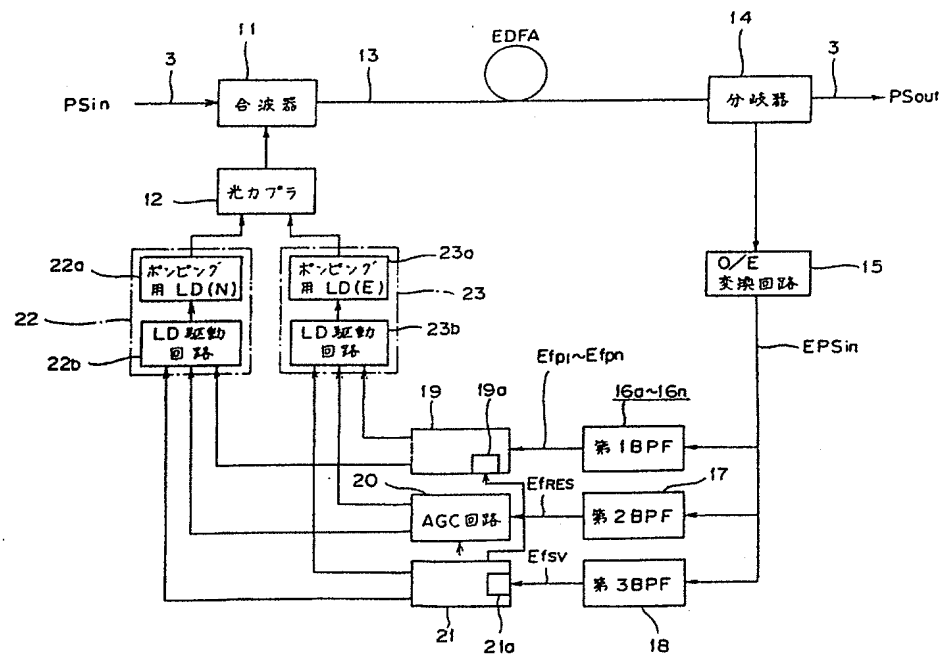 11
3
13
EDFA
14
3
PSin
合波器
分岐器
PSout
12
光カプラ
22a
ポンピング
用 LD(N)
23a
ポンピング
用 LD(E)
O/E
変換回路
15
22
23
22b
LD 駆動
回路
23b
LD 駆動
回路
EPSin
Efp1~Efpn
19
19a
16a~16n
第1BPF
20
17
AGC回路
EfRES
第2BPF
Efsv
第3BPF
21
21a
18